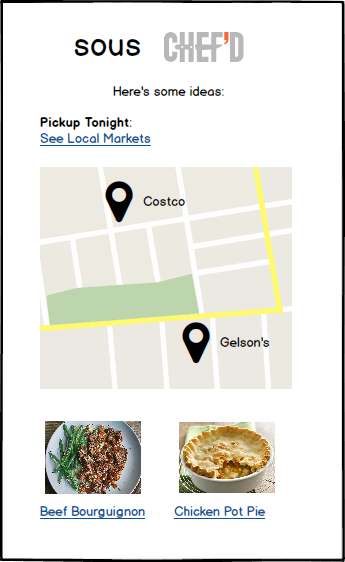 sous CHEF'D
Here's some ideas:
Pickup Tonight:
See Local Markets
Costco
Gelson's
Beef Bourguignon Chicken Pot Pie